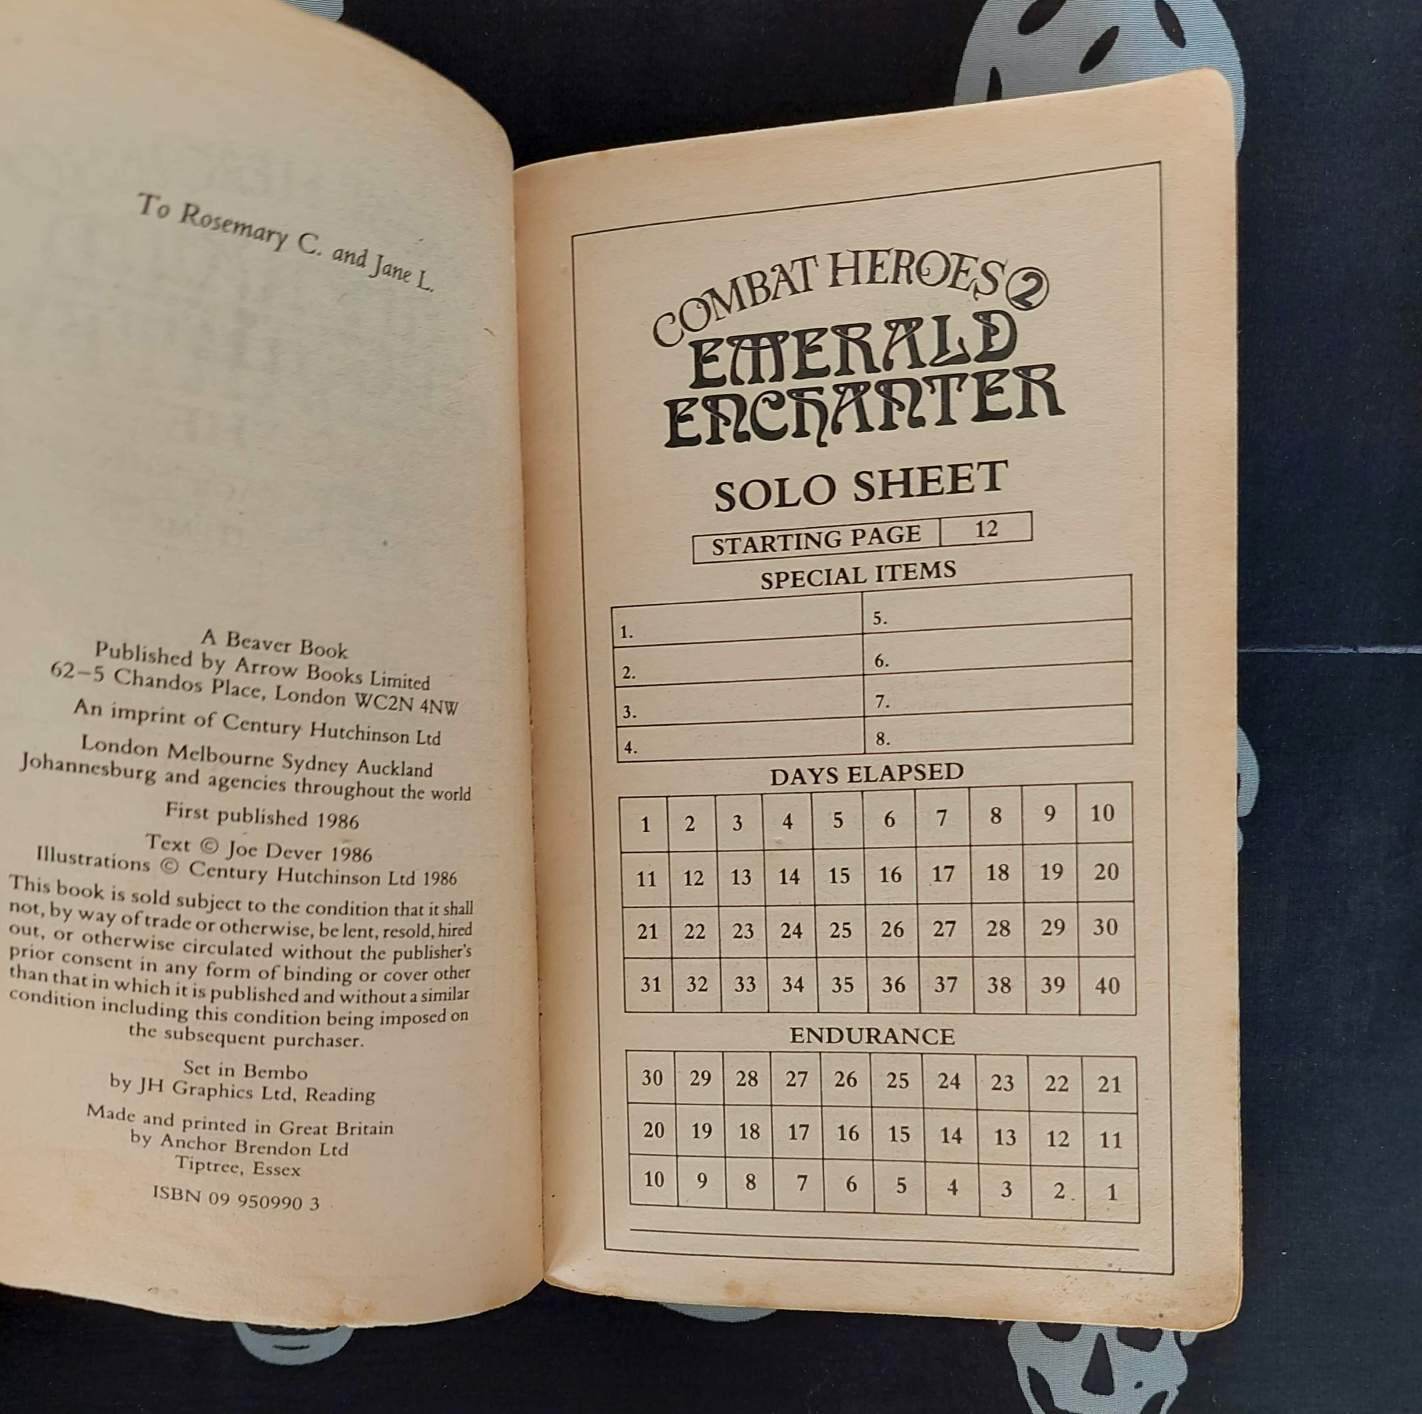 To Rosemary C. and Jane L.
A Beaver Book
Published by Arrow Books Limited
62–5 Chandos Place, London WC2N 4NW
An imprint of Century Hutchinson Ltd
London Melbourne Sydney Auckland
Johannesburg and agencies throughout the world
First published 1986
Text © Joe Dever 1986
Illustrations © Century Hutchinson Ltd 1986
This book is sold subject to the condition that it shall
not, by way of trade or otherwise, be lent, resold, hired
out, or otherwise circulated without the publisher's
prior consent in any form of binding or cover other
than that in which it is published and without a similar
condition including this condition being imposed on
the subsequent purchaser.
Set in Bembo
by JH Graphics Ltd, Reading
Made and printed in Great Britain
by Anchor Brendon Ltd
Tiptree, Essex
ISBN 09 950990 3
COMBAT HEROES 2
EMERALD
ENCHANTER
SOLO SHEET
STARTING PAGE 12
SPECIAL ITEMS
1. 5.
2. 6.
3. 7.
4. 8.
DAYS ELAPSED
1 2 3 4 5 6 7 8 9 10
11 12 13 14 15 16 17 18 19 20
21 22 23 24 25 26 27 28 29 30
31 32 33 34 35 36 37 38 39 40
ENDURANCE
30 29 28 27 26 25 24 23 22 21
20 19 18 17 16 15 14 13 12 11
10 9 8 7 6 5 4 3 2 1